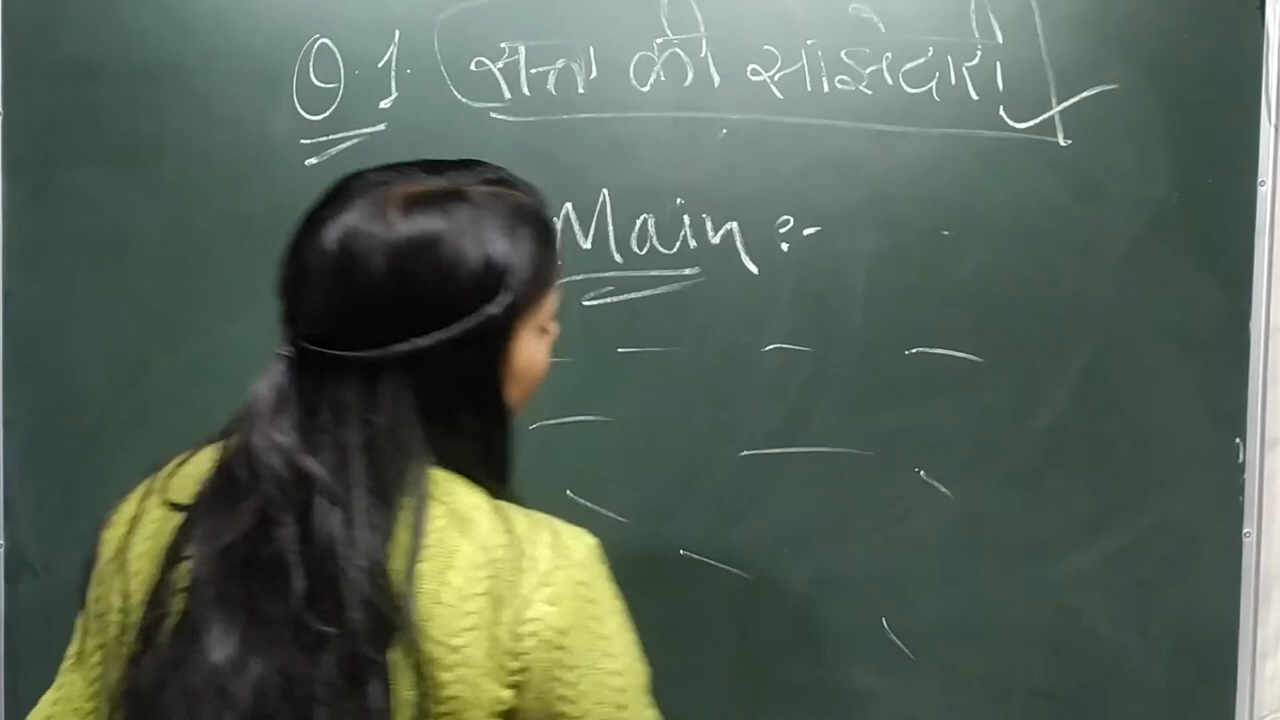 Q.1. सत्ता की साझेदारी
Main :-